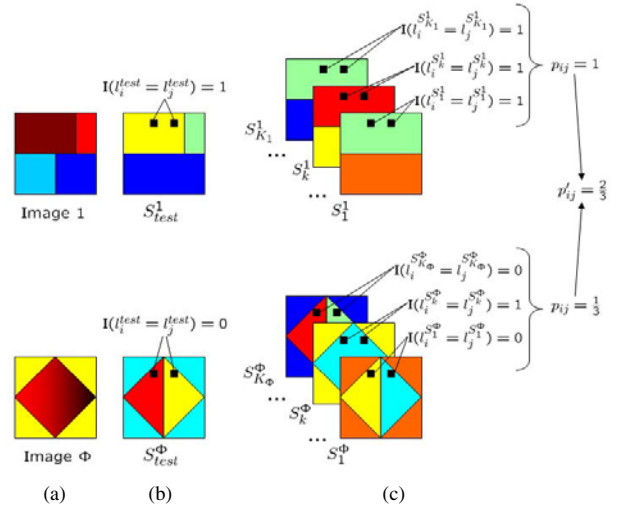 I(l_i^{S_{K_1}^1} = l_j^{S_{K_1}^1}) = 1
I(l_i^{S_k^1} = l_j^{S_k^1}) = 1
p_{ij} = 1
I(l_i^{test} = l_j^{test}) = 1
I(l_i^{S_1^1} = l_j^{S_1^1}) = 1
S_{K_1}^1
...
S_k^1
...
Image 1
S_{test}^1
S_1^1
p'_{ij} = \frac{2}{3}
I(l_i^{S_{K_Φ}^Φ} = l_j^{S_{K_Φ}^Φ}) = 0
I(l_i^{S_k^Φ} = l_j^{S_k^Φ}) = 1
p_{ij} = \frac{1}{3}
I(l_i^{test} = l_j^{test}) = 0
I(l_i^{S_1^Φ} = l_j^{S_1^Φ}) = 0
S_{K_Φ}^Φ
...
S_k^Φ
...
Image Φ
S_{test}^Φ
S_1^Φ
(a) (b) (c)